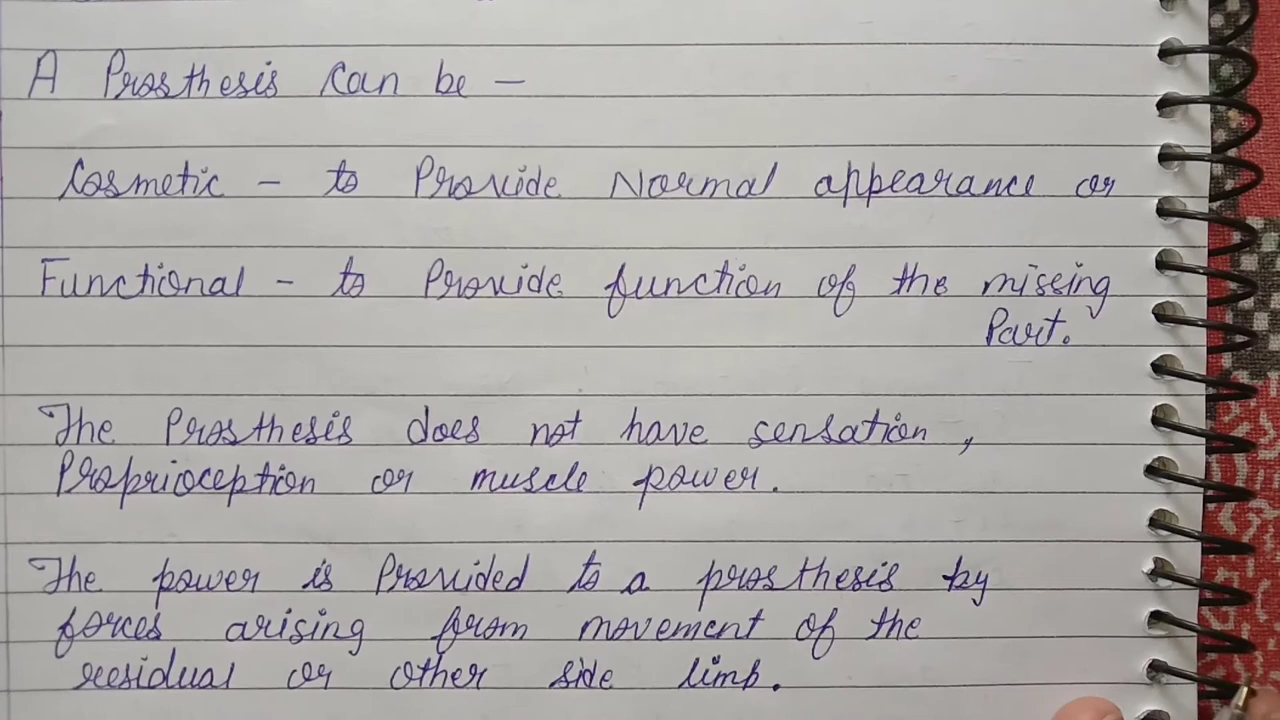 A Prosthesis Can be –
Cosmetic – to Provide Normal appearance or
Functional – to Provide function of the missing
Part.
The Prosthesis does not have sensation,
Proprioception or muscle power.
The power is Provided to a prosthesis by
forces arising from movement of the
residual or other side limb.